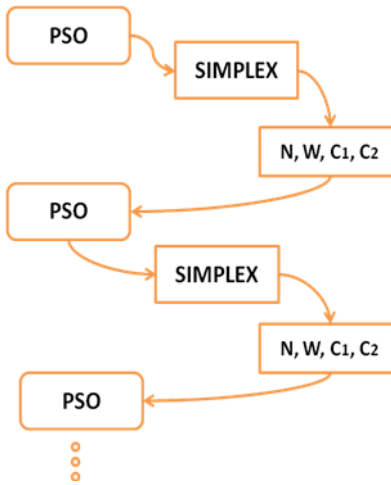 PSO
SIMPLEX
N, W, C1, C2
PSO
SIMPLEX
N, W, C1, C2
PSO